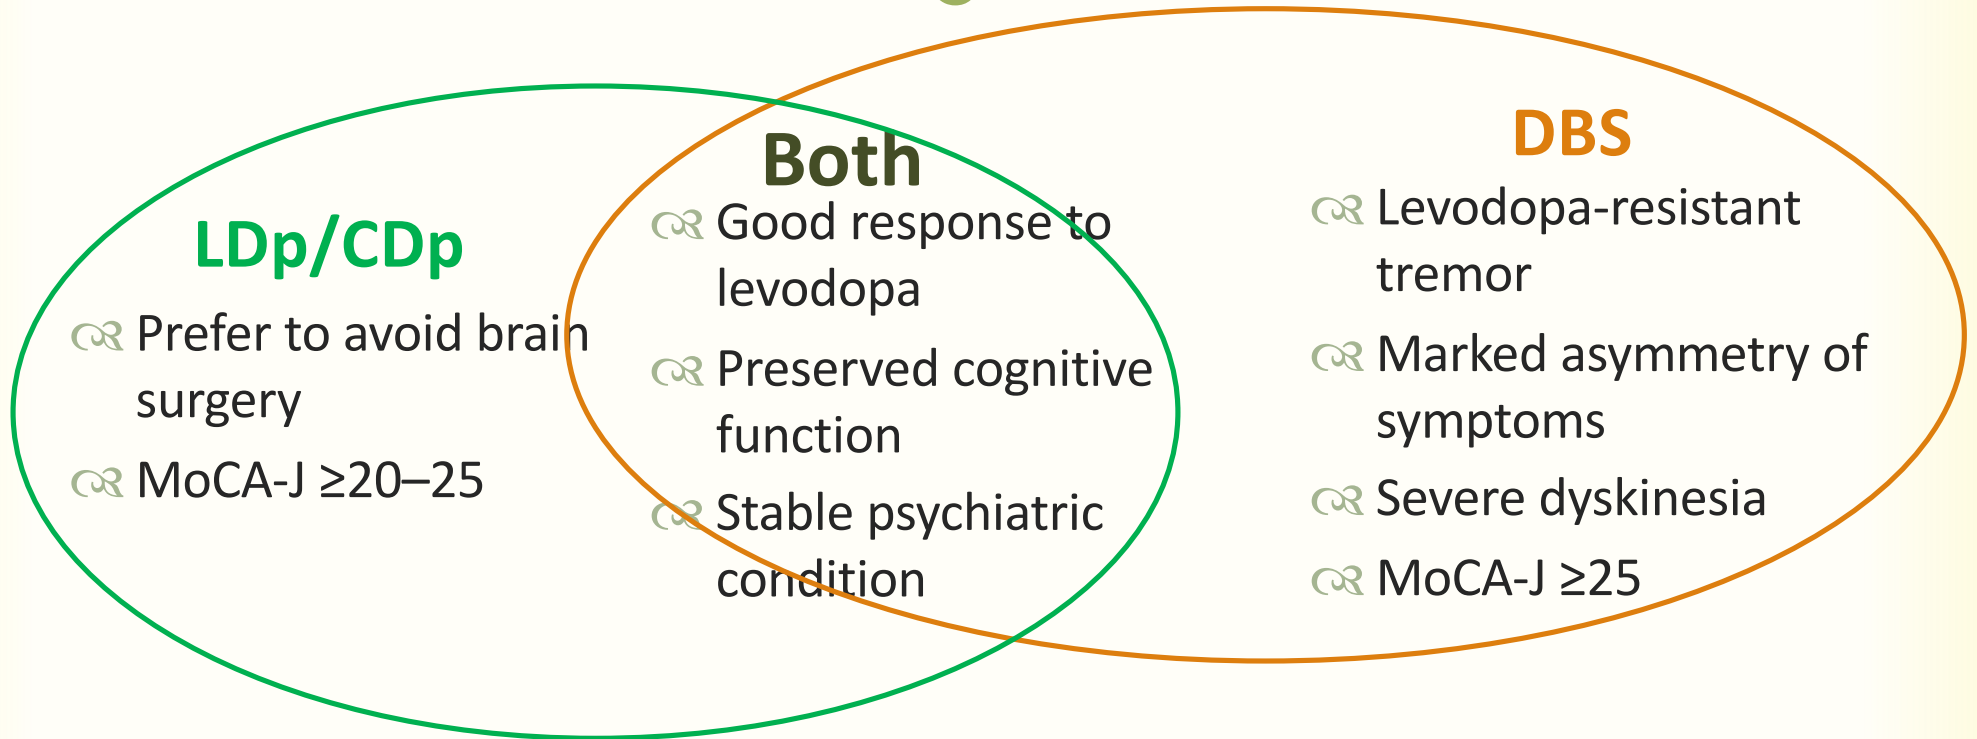 LDp/CDp
Prefer to avoid brain
surgery
MoCA-J ≥20–25
Both
Good response to
levodopa
Preserved cognitive
function
Stable psychiatric
condition
DBS
Levodopa-resistant
tremor
Marked asymmetry of
symptoms
Severe dyskinesia
MoCA-J ≥25